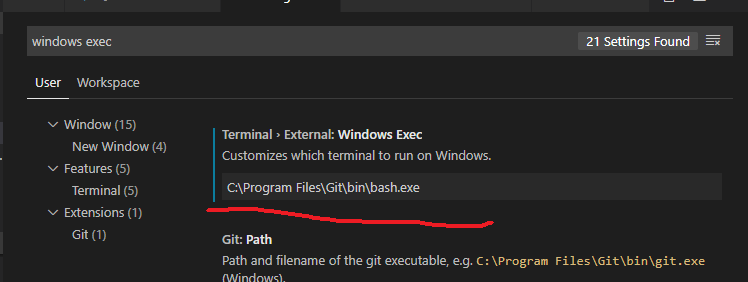 windows exec
21 Settings Found
User
Workspace
Window (15)
New Window (4)
Features (5)
Terminal (5)
Extensions (1)
Git (1)
Terminal › External: Windows Exec
Customizes which terminal to run on Windows.
C:\Program Files\Git\bin\bash.exe
Git: Path
Path and filename of the git executable, e.g. C:\Program Files\Git\bin\git.exe
(Windows).